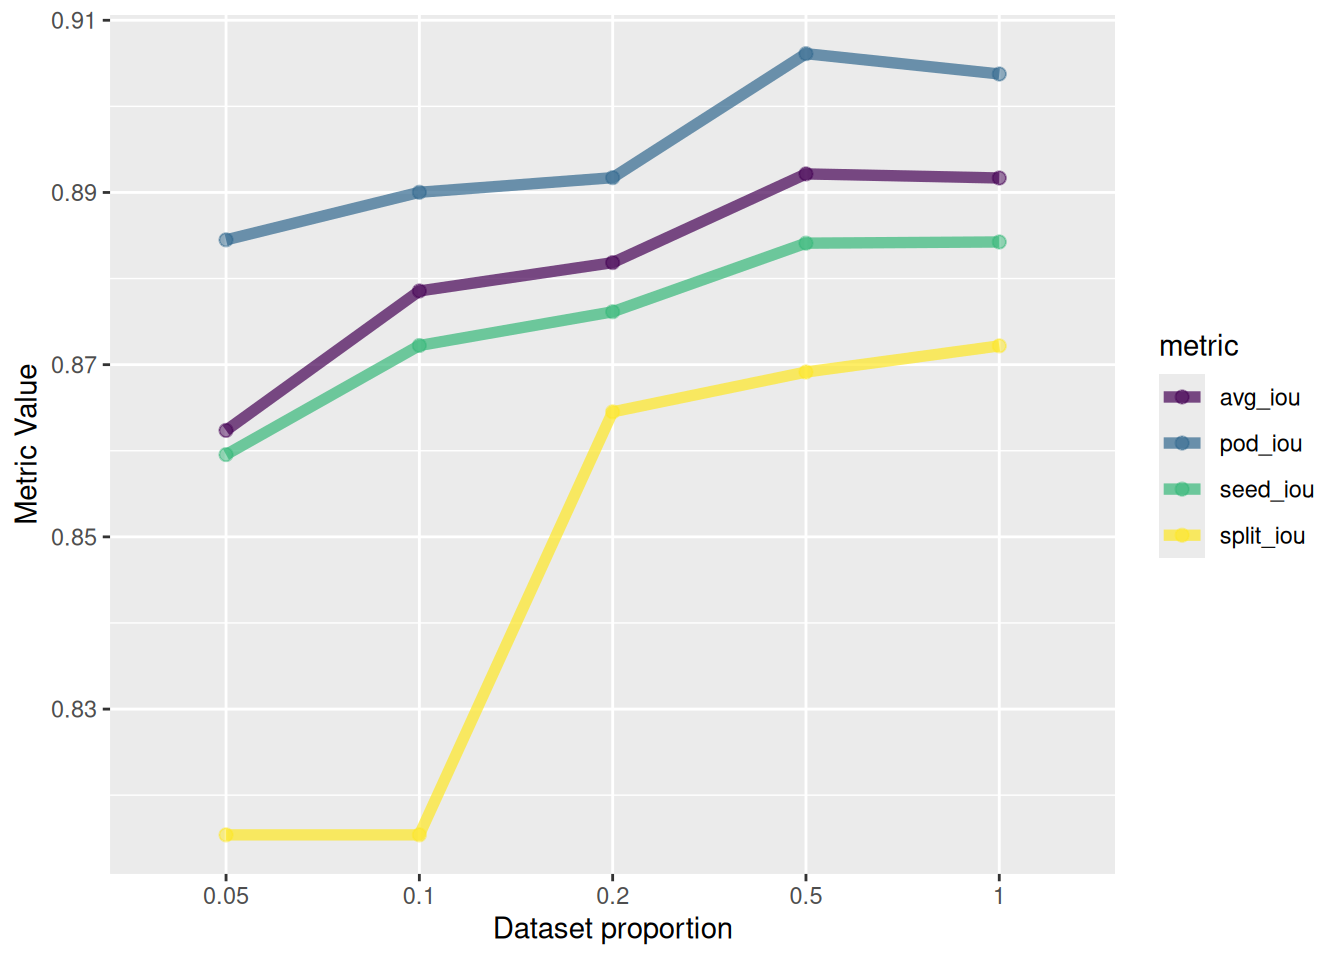 0.91
0.89
0.87
0.85
0.83
Metric Value
0.05 0.1 0.2 0.5 1
Dataset proportion
metric
avg_iou
pod_iou
seed_iou
split_iou